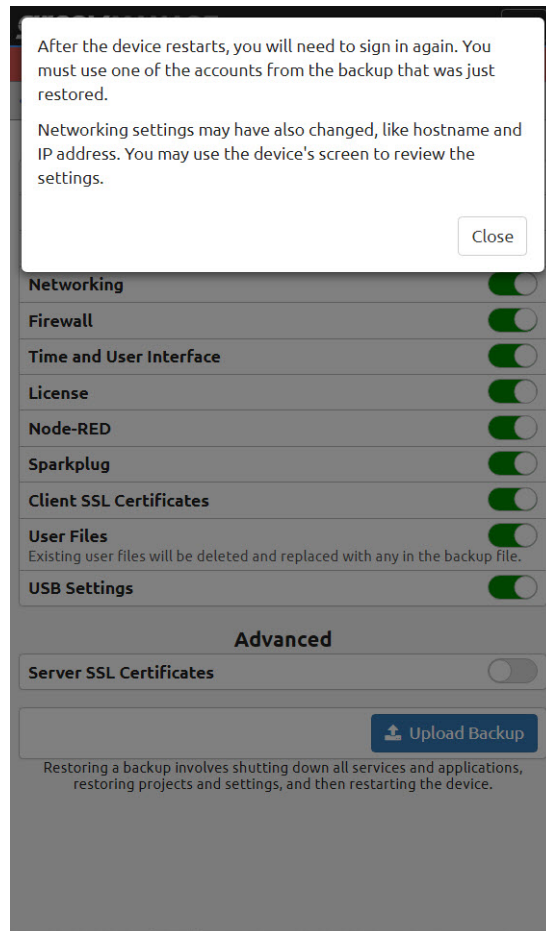 After the device restarts, you will need to sign in again. You
must use one of the accounts from the backup that was just
restored.
Networking settings may have also changed, like hostname and
IP address. You may use the device's screen to review the
settings.
Close
Networking
Firewall
Time and User Interface
License
Node-RED
Sparkplug
Client SSL Certificates
User Files
Existing user files will be deleted and replaced with any in the backup file.
USB Settings
Advanced
Server SSL Certificates
Upload Backup
Restoring a backup involves shutting down all services and applications,
restoring projects and settings, and then restarting the device.